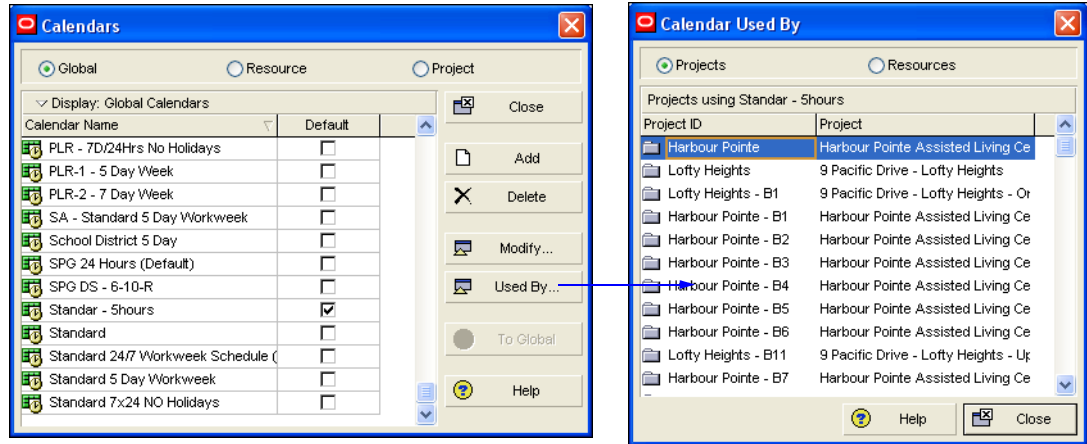 Calendars
Global Resource Project
Display: Global Calendars
Calendar Name Default
PLR - 7D/24Hrs No Holidays
PLR-1 - 5 Day Week
PLR-2 - 7 Day Week
SA - Standard 5 Day Workweek
School District 5 Day
SPG 24 Hours (Default)
SPG DS - 6-10-R
Standar - 5hours
Standard
Standard 24/7 Workweek Schedule (
Standard 5 Day Workweek
Standard 7x24 NO Holidays
Close
Add
Delete
Modify...
Used By...
To Global
Help
Calendar Used By
Projects Resources
Projects using Standar - 5hours
Project ID Project
Harbour Pointe Harbour Pointe Assisted Living Ce
Lofty Heights 9 Pacific Drive - Lofty Heights
Lofty Heights - B1 9 Pacific Drive - Lofty Heights - Or
Harbour Pointe - B1 Harbour Pointe Assisted Living Ce
Harbour Pointe - B2 Harbour Pointe Assisted Living Ce
Harbour Pointe - B3 Harbour Pointe Assisted Living Ce
Harbour Pointe - B4 Harbour Pointe Assisted Living Ce
Harbour Pointe - B5 Harbour Pointe Assisted Living Ce
Harbour Pointe - B6 Harbour Pointe Assisted Living Ce
Lofty Heights - B11 9 Pacific Drive - Lofty Heights - Up
Harbour Pointe - B7 Harbour Pointe Assisted Living Ce
Help Close